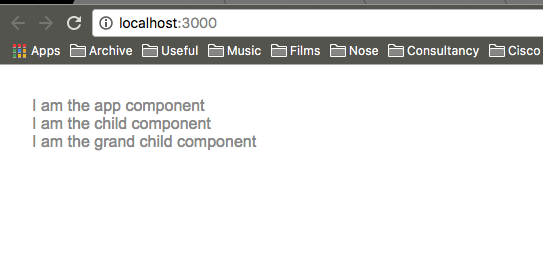 localhost:3000
Apps Archive Useful Music Films Nose Consultancy Cisco
I am the app component
I am the child component
I am the grand child component